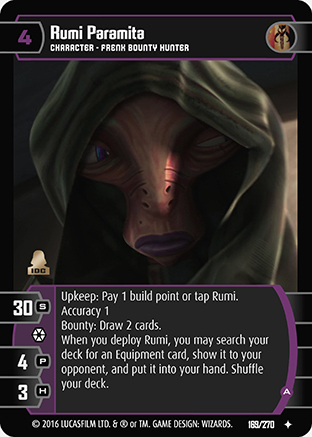 4
Rumi Paramita
CHARACTER - FRENK BOUNTY HUNTER
IDC
30 S
4 P
3 H
Upkeep: Pay 1 build point or tap Rumi.
Accuracy 1
Bounty: Draw 2 cards.
When you deploy Rumi, you may search your
deck for an Equipment card, show it to your
opponent, and put it into your hand. Shuffle
your deck.
A
© 2016 LUCASFILM LTD. & ® or TM. GAME DESIGN: WIZARDS.
169/270